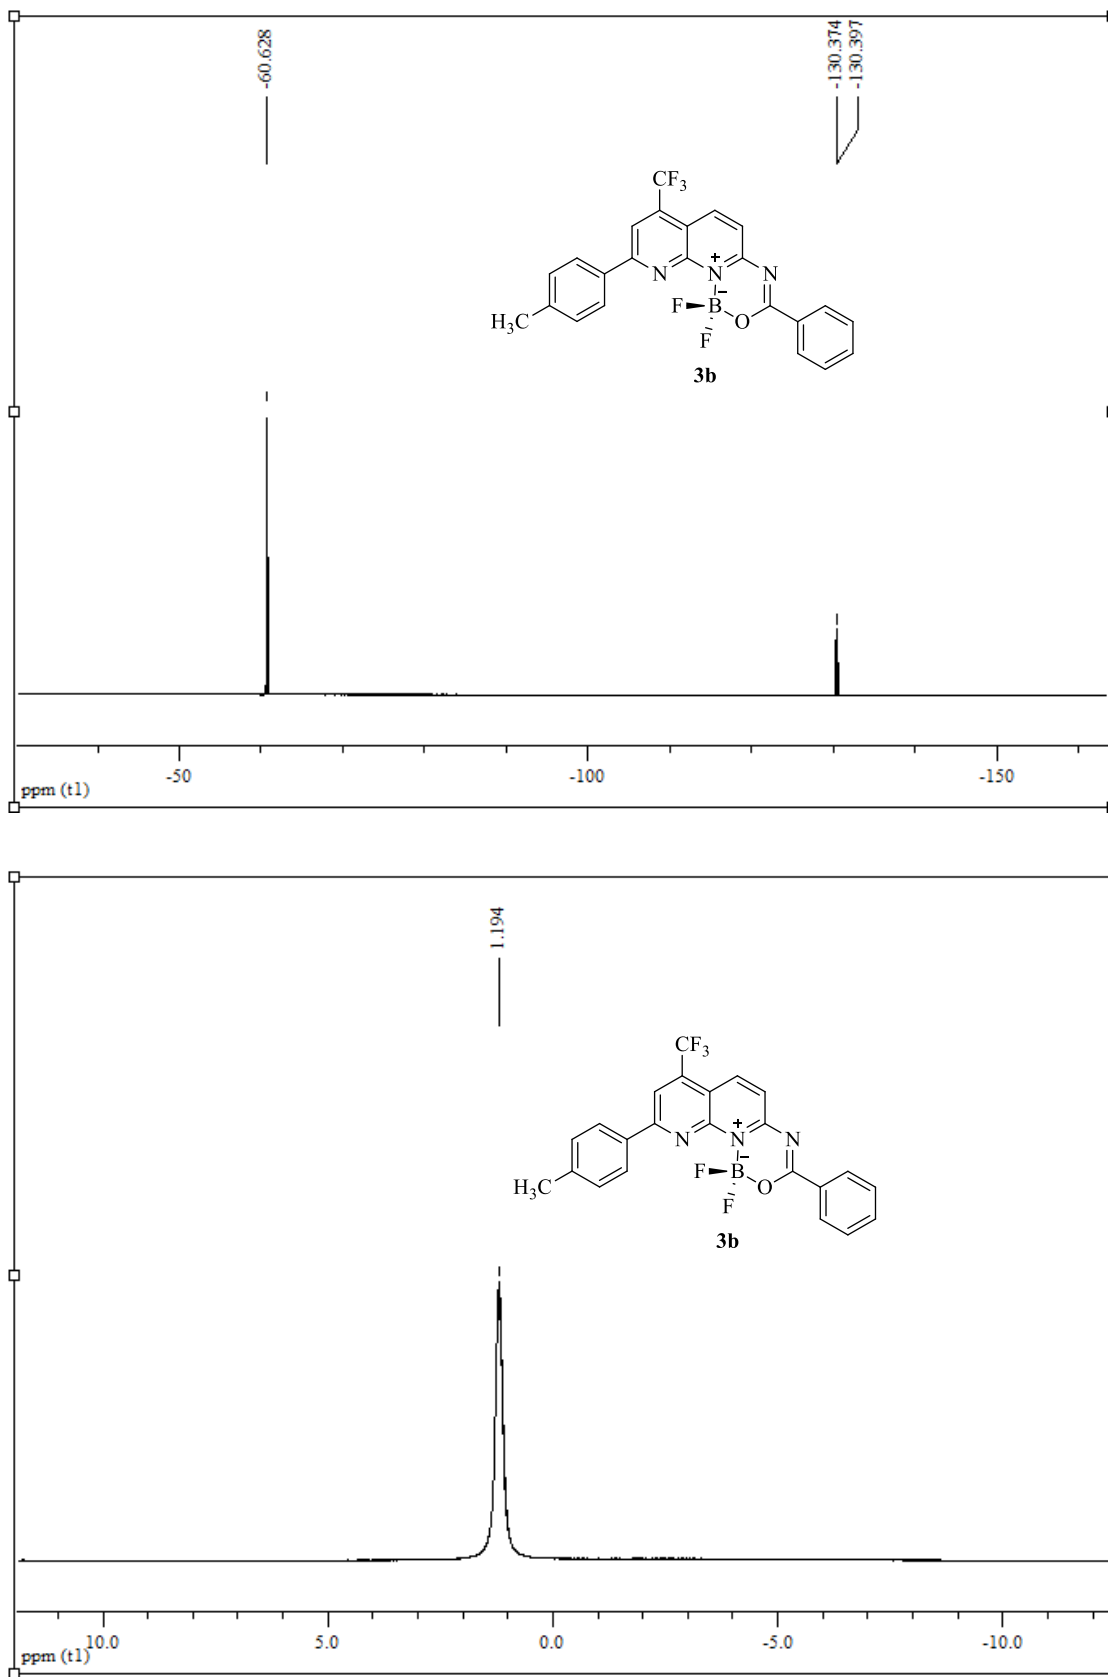 -60.628
-130.374
-130.397
CF3
N
N
+
N
F
B
−
O
F
H3C
3b
-50
-100
-150
ppm (t1)
1.194
CF3
N
N
+
N
F
B
−
O
F
H3C
3b
10.0
5.0
0.0
-5.0
-10.0
ppm (t1)